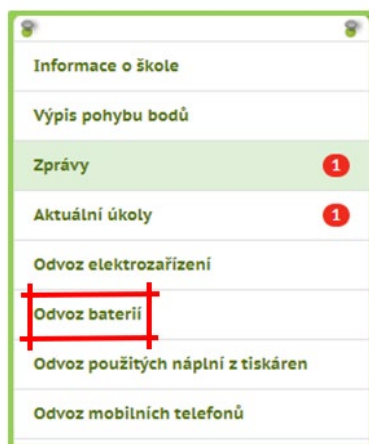 Informace o škole
Výpis pohybu bodů
Zprávy 1
Aktuální úkoly 1
Odvoz elektrozařízení
Odvoz baterií
Odvoz použitých náplní z tiskáren
Odvoz mobilních telefonů